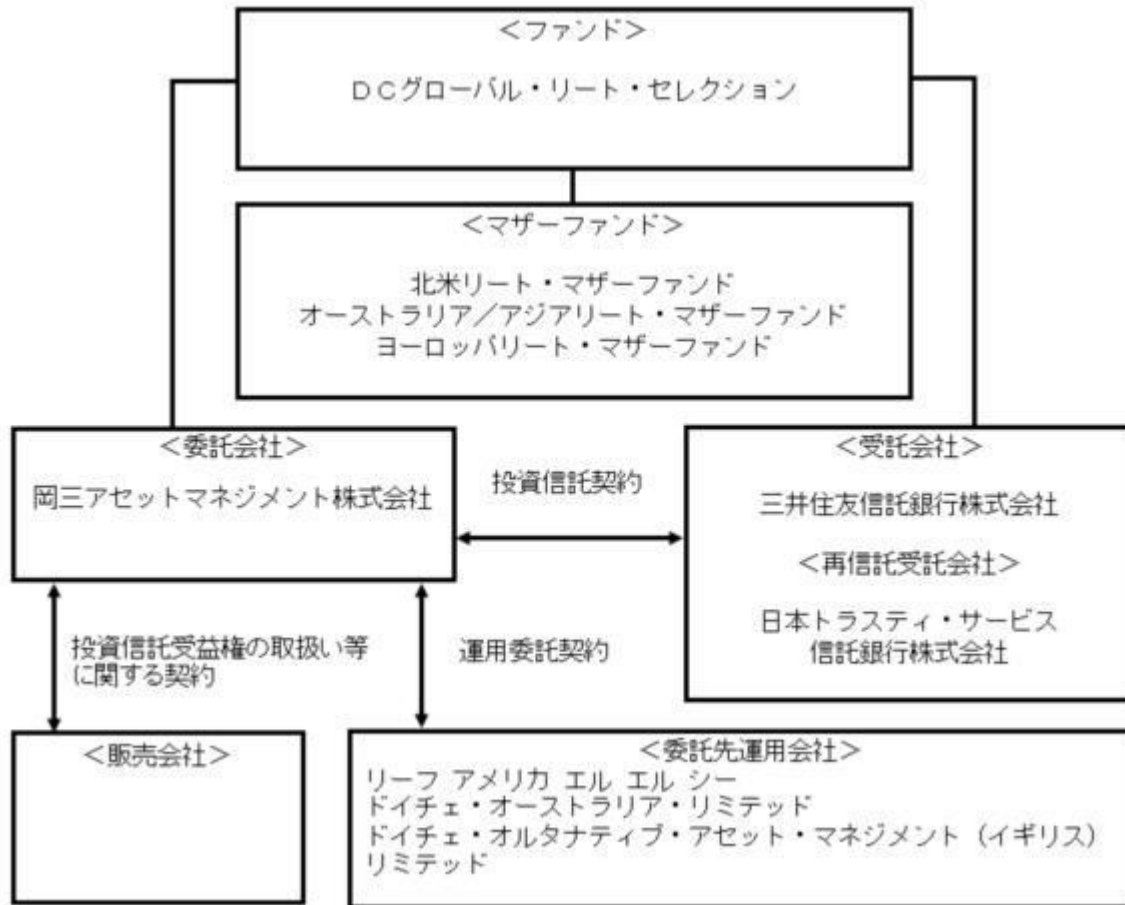 ＜ファンド＞
ＤＣグローバル・リート・セレクション
＜マザーファンド＞
北米リート・マザーファンド
オーストラリア／アジアリート・マザーファンド
ヨーロッパリート・マザーファンド
＜委託会社＞
岡三アセットマネジメント株式会社
投資信託契約
＜受託会社＞
三井住友信託銀行株式会社
＜再信託受託会社＞
日本トラスティ・サービス
信託銀行株式会社
投資信託受益権の取扱い等
に関する契約
運用委託契約
＜販売会社＞
＜委託先運用会社＞
リーフ アメリカ エル エル シー
ドイチェ・オーストラリア・リミテッド
ドイチェ・オルタナティブ・アセット・マネジメント（イギリス）
リミテッド